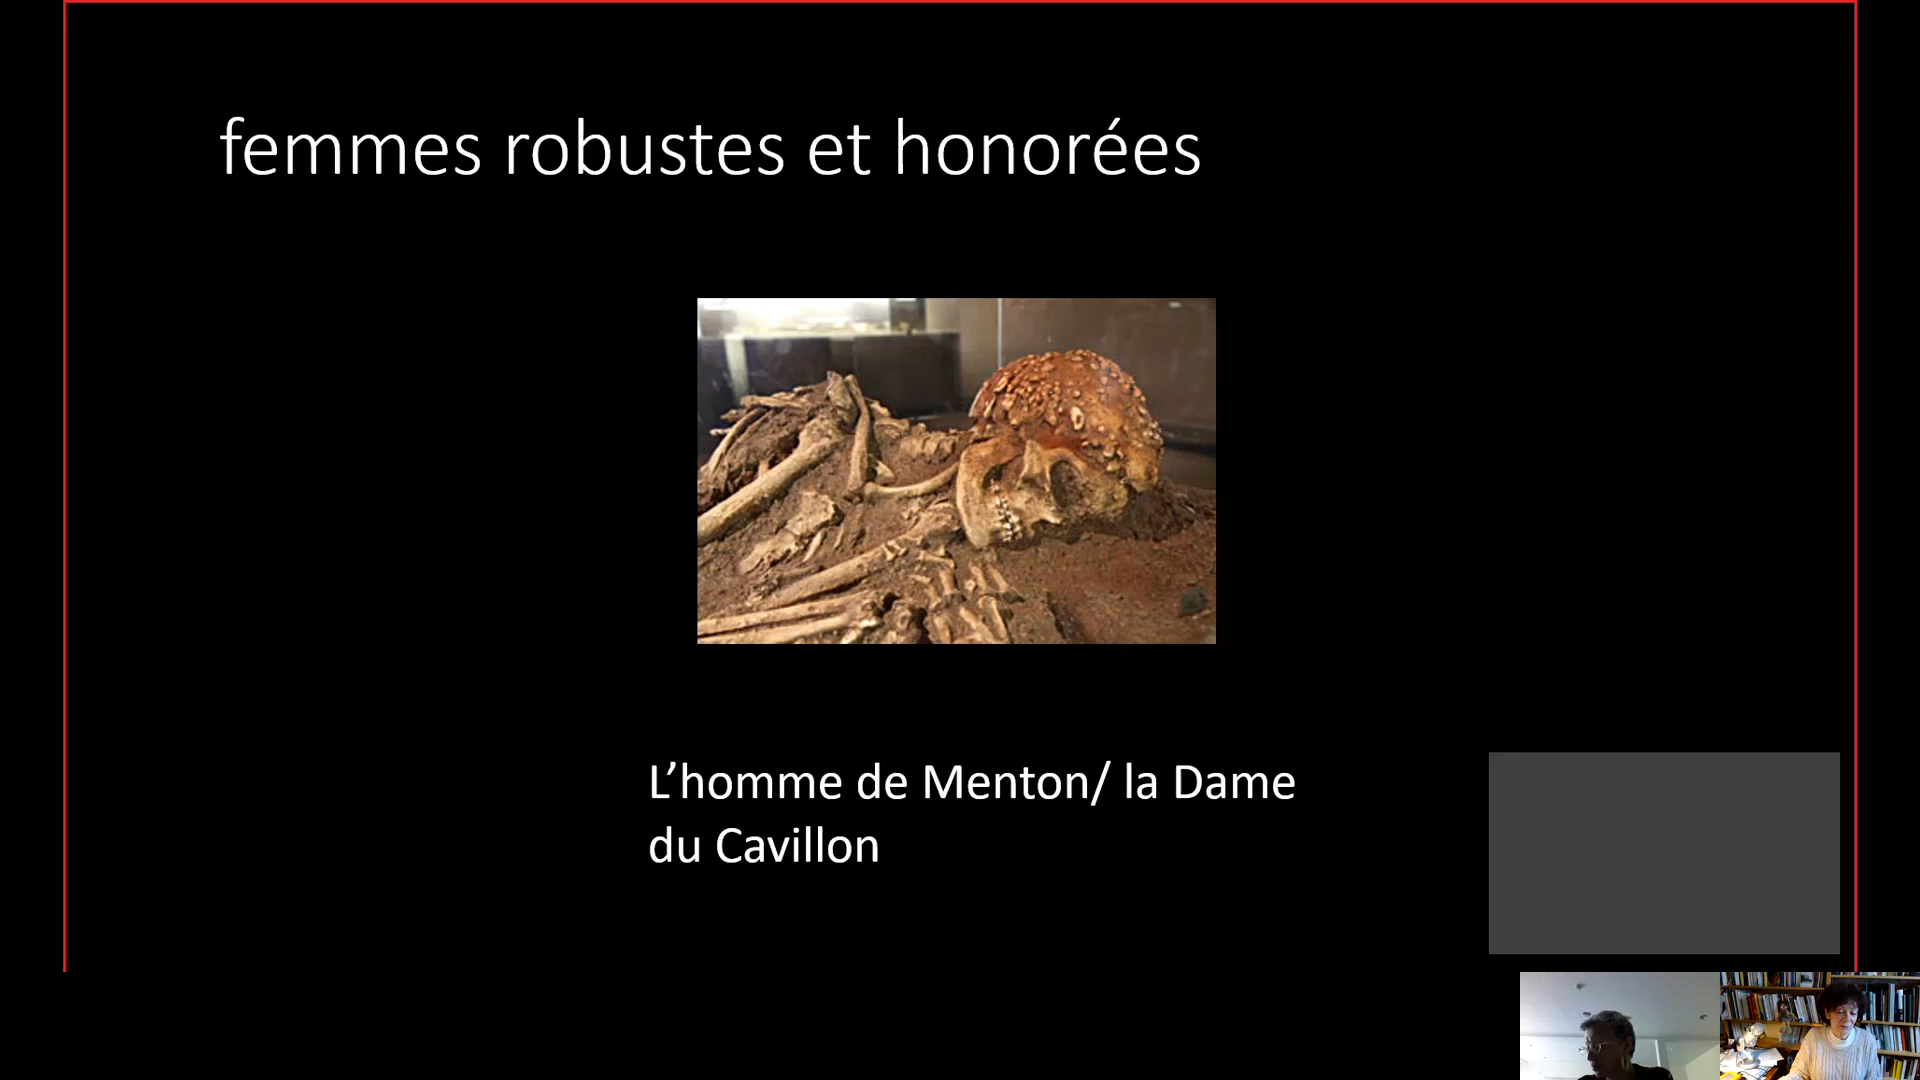 femmes robustes et honorées
L’homme de Menton/ la Dame
du Cavillon